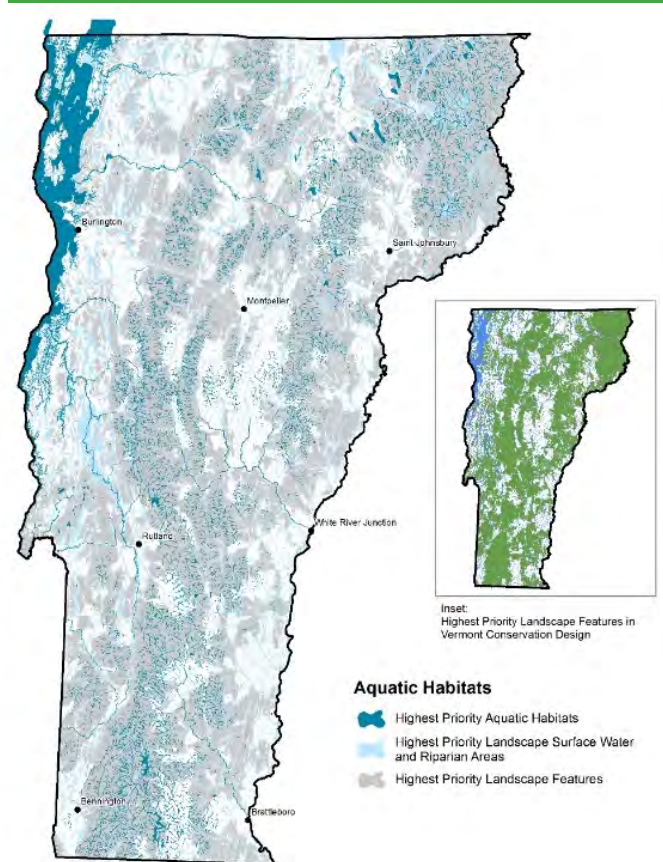 Burlington
Saint Johnsbury
Montpelier
White River Junction
Rutland
Inset:
Highest Priority Landscape Features in
Vermont Conservation Design
Aquatic Habitats
Highest Priority Aquatic Habitats
Highest Priority Landscape Surface Water
and Riparian Areas
Highest Priority Landscape Features
Bennington
Brattleboro